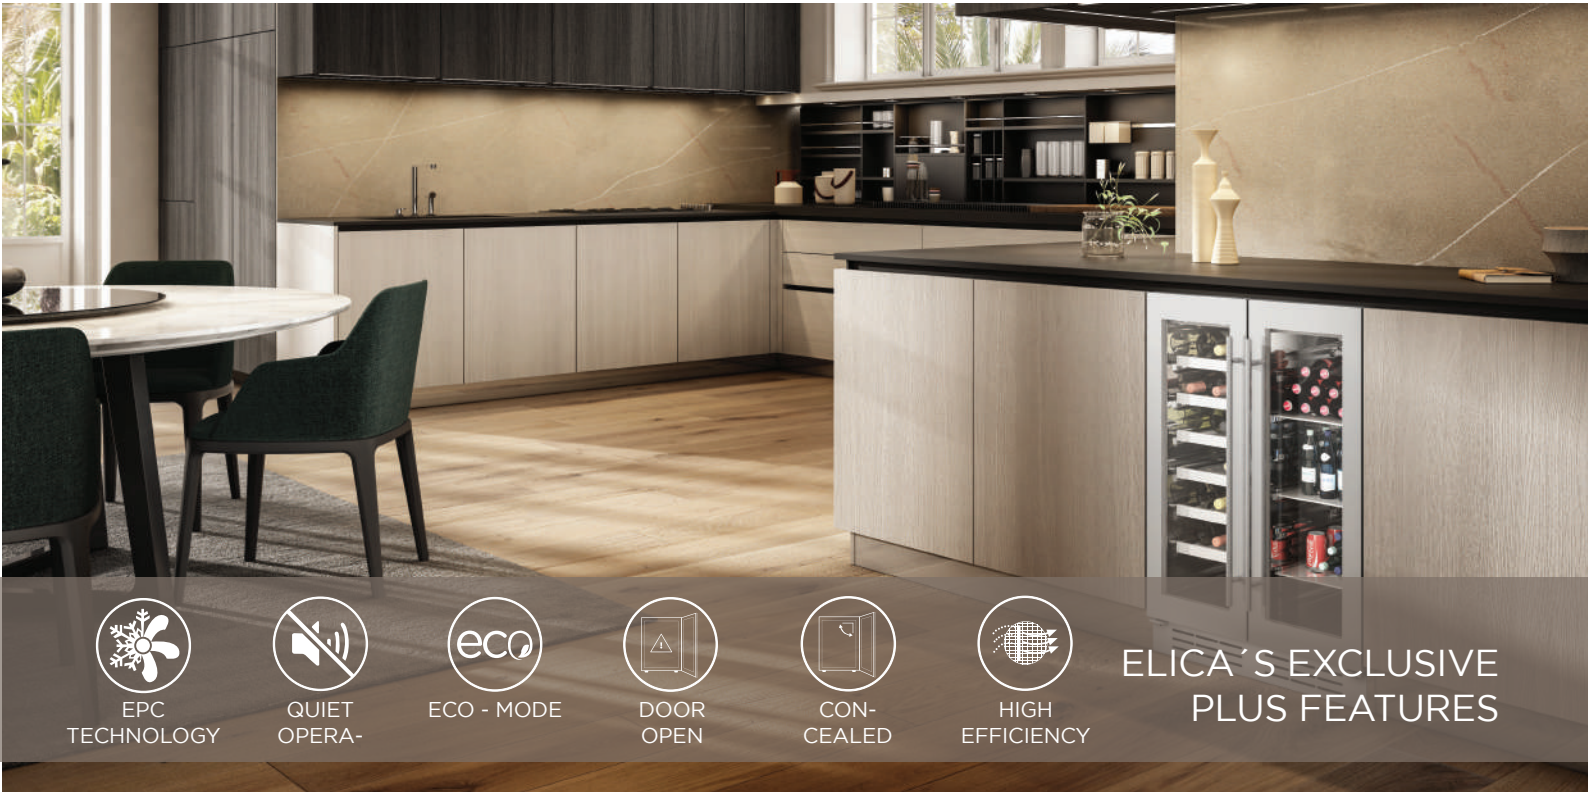 eco
EPC
TECHNOLOGY
QUIET
OPERA-
ECO - MODE
DOOR
OPEN
CON-
CEALED
HIGH
EFFICIENCY
ELICA´S EXCLUSIVE
PLUS FEATURES